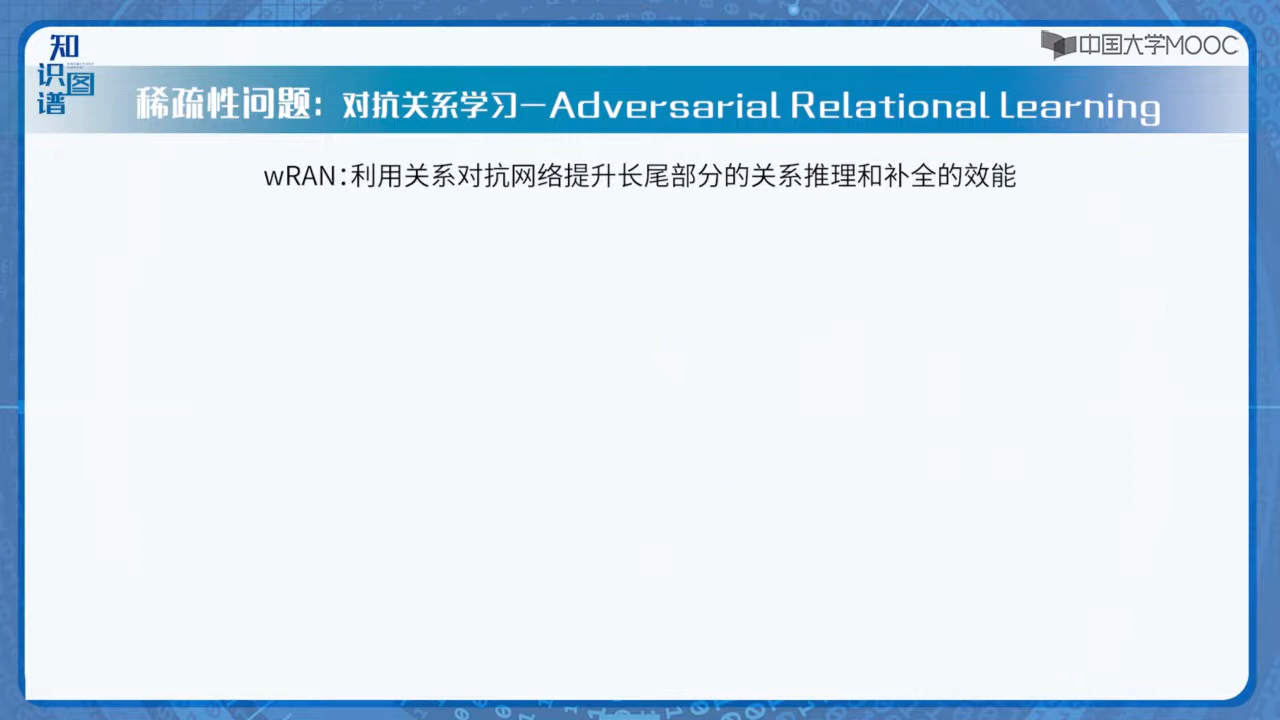 知识图谱
中国大学MOOC
稀疏性问题：对抗关系学习—Adversarial Relational Learning
wRAN：利用关系对抗网络提升长尾部分的关系推理和补全的效能